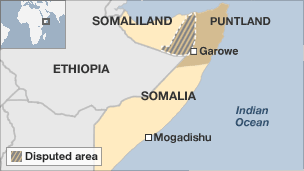 SOMALILAND
PUNTLAND
Garowe
ETHIOPIA
SOMALIA
Indian
Ocean
Mogadishu
Disputed area